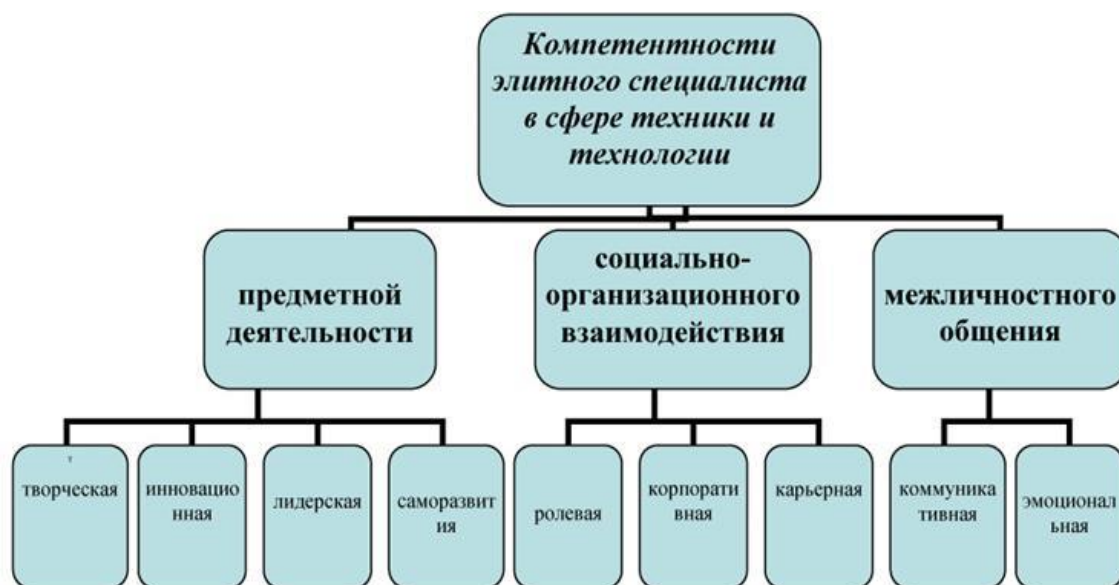 Компетентности
элитного специалиста
в сфере техники и
технологии
предметной
деятельности
социально-
организационного
взаимодействия
межличностного
общения
т
творческая
инновацио
нная
лидерская
саморазвит
ия
ролевая
корпорати
вная
карьерная
коммуника
тивная
эмоционал
ьная